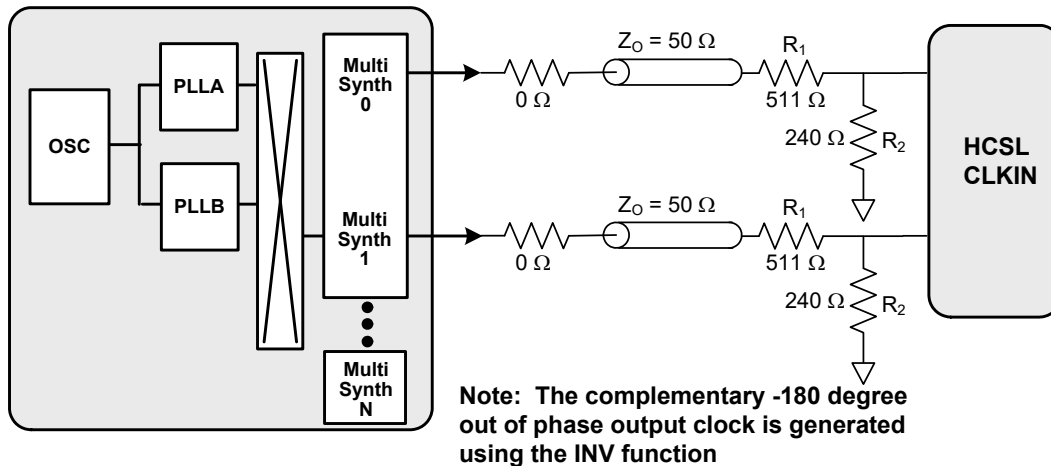 OSC
PLLA
PLLB
Multi
Synth
0
Multi
Synth
1
Multi
Synth
N
0 Ω
Z_O = 50 Ω
R_1
511 Ω
240 Ω
R_2
0 Ω
Z_O = 50 Ω
R_1
511 Ω
240 Ω
R_2
HCSL
CLKIN
Note: The complementary -180 degree
out of phase output clock is generated
using the INV function